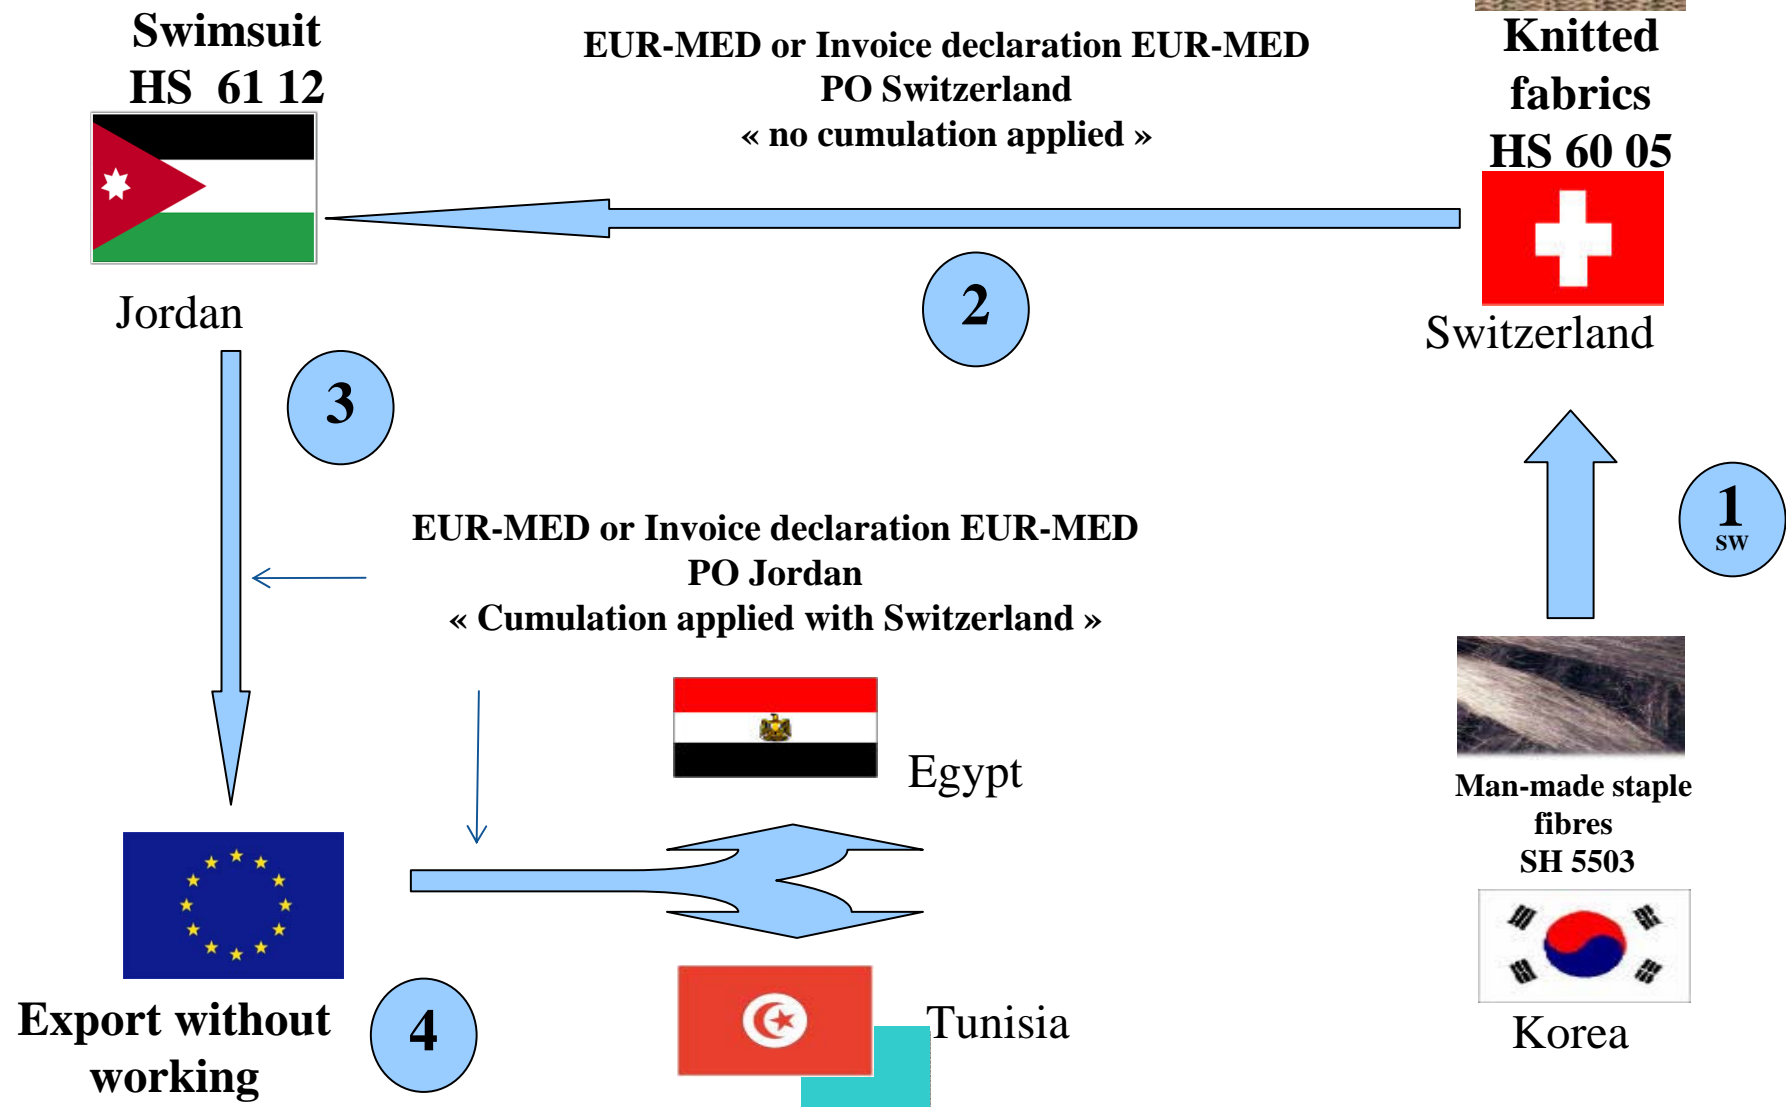 Swimsuit
HS 61 12
EUR-MED or Invoice declaration EUR-MED
PO Switzerland
« no cumulation applied »
Knitted
fabrics
HS 60 05
Jordan
2
Switzerland
3
1
SW
EUR-MED or Invoice declaration EUR-MED
PO Jordan
« Cumulation applied with Switzerland »
Egypt
Man-made staple
fibres
SH 5503
Export without
working
4
Tunisia
Korea